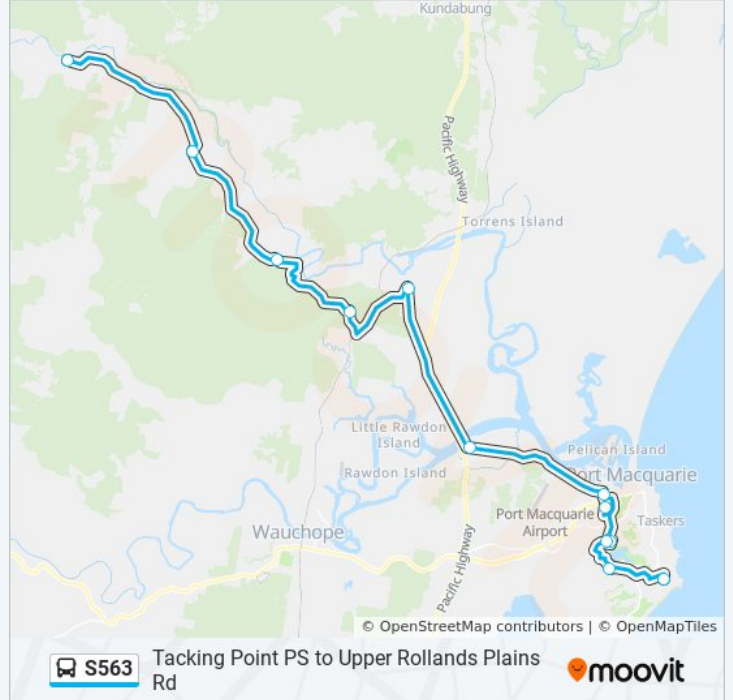 Kundabung
Pacific Highway
Torrens Island
Little Rawdon
Island
Pelican Island
Rawdon Island
Port Macquarie
Port Macquarie
Airport
Taskers
Wauchope
Pacific Highway
© OpenStreetMap contributors | © OpenMapTiles
S563
Tacking Point PS to Upper Rollands Plains
Rd
moovit